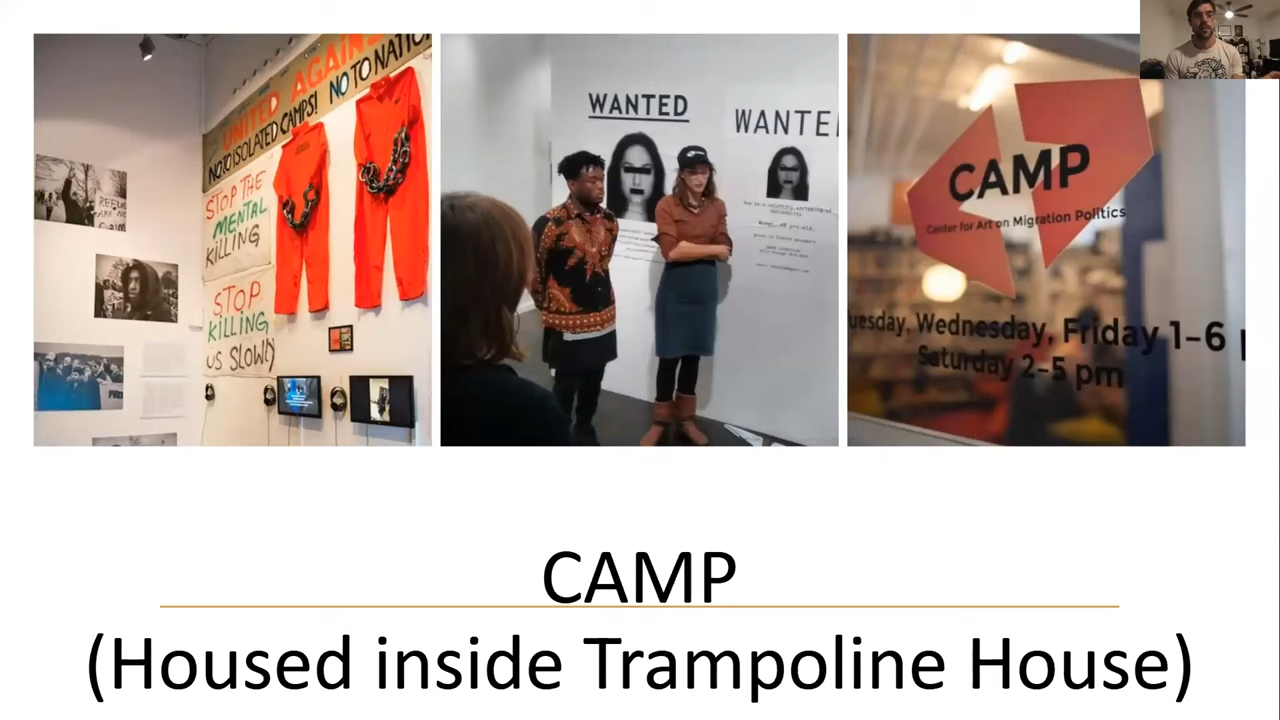 UNITED AGAINS
NO TO ISOLATED CAMPS! NO TO NATIO
STOP THE
MENTAL
KILLING
STOP
KILLING
US SLOWLY
WANTED
WANTE
CAMP
Center for Art on Migration Politics
uesday, Wednesday, Friday 1-6 p
Saturday 2-5 pm
CAMP
(Housed inside Trampoline House)